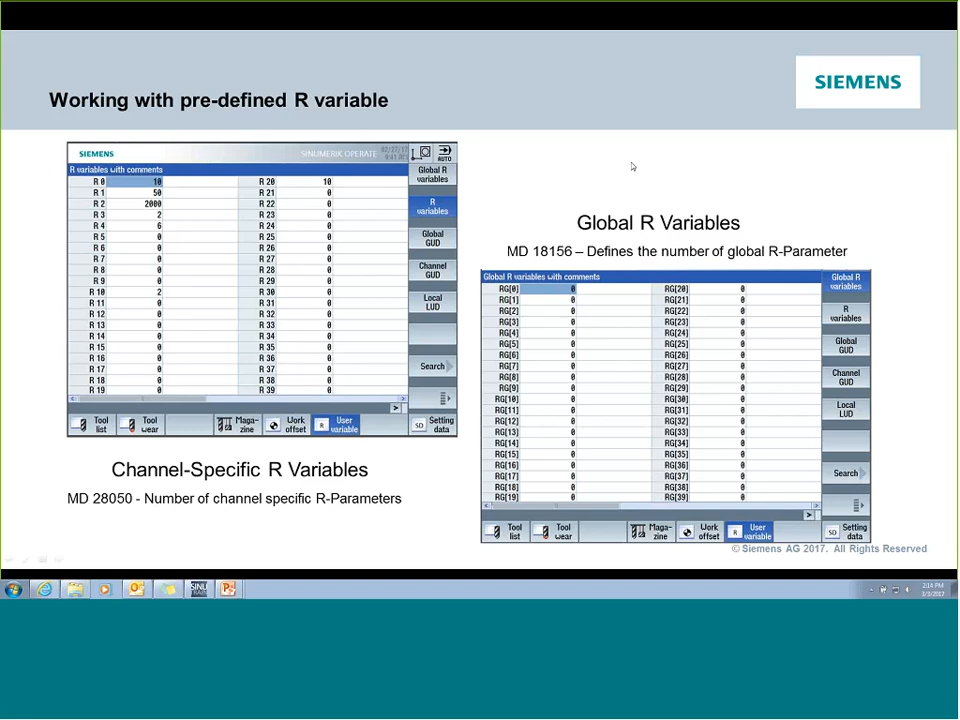 SIEMENS
Working with pre-defined R variable
SIEMENS
SINUMERIK OPERATE
AUTO
R variables with comments
R 0 10 R 20 10
R 1 50 R 21 0
R 2 2000 R 22 0
R 3 2 R 23 0
R 4 6 R 24 0
R 5 0 R 25 0
R 6 0 R 26 0
R 7 0 R 27 0
R 8 0 R 28 0
R 9 0 R 29 0
R 10 2 R 30 0
R 11 0 R 31 0
R 12 0 R 32 0
R 13 0 R 33 0
R 14 0 R 34 0
R 15 0 R 35 0
R 16 0 R 36 0
R 17 0 R 37 0
R 18 0 R 38 0
R 19 0 R 39 0
Global R
variables
R
variables
Global
GUD
Channel
GUD
Local
LUD
Search
>
Tool
list
Tool
wear
Maga-
zine
Work
offset
R User
variable
SD Setting
data
Channel-Specific R Variables
MD 28050 - Number of channel specific R-Parameters
Global R Variables
MD 18156 – Defines the number of global R-Parameter
Global R variables with comments
RG[0] 0 RG[20] 0
RG[1] 0 RG[21] 0
RG[2] 0 RG[22] 0
RG[3] 0 RG[23] 0
RG[4] 0 RG[24] 0
RG[5] 0 RG[25] 0
RG[6] 0 RG[26] 0
RG[7] 0 RG[27] 0
RG[8] 0 RG[28] 0
RG[9] 0 RG[29] 0
RG[10] 0 RG[30] 0
RG[11] 0 RG[31] 0
RG[12] 0 RG[32] 0
RG[13] 0 RG[33] 0
RG[14] 0 RG[34] 0
RG[15] 0 RG[35] 0
RG[16] 0 RG[36] 0
RG[17] 0 RG[37] 0
RG[18] 0 RG[38] 0
RG[19] 0 RG[39] 0
Global R
variables
R
variables
Global
GUD
Channel
GUD
Local
LUD
Search
>
Tool
list
Tool
wear
Maga-
zine
Work
offset
R User
variable
SD Setting
data
© Siemens AG 2017. All Rights Reserved
SINU
2:14 PM
3/3/2017